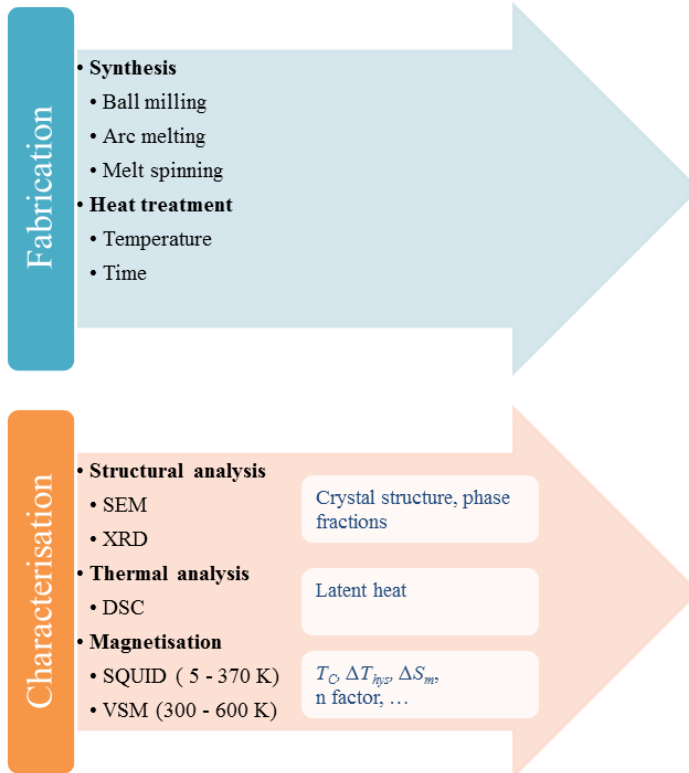 Fabrication
• Synthesis
• Ball milling
• Arc melting
• Melt spinning
• Heat treatment
• Temperature
• Time
Characterisation
• Structural analysis
• SEM
• XRD
Crystal structure, phase
fractions
• Thermal analysis
• DSC
Latent heat
• Magnetisation
• SQUID ( 5 - 370 K)
• VSM (300 - 600 K)
T_C, ΔT_hys, ΔS_m,
n factor, …